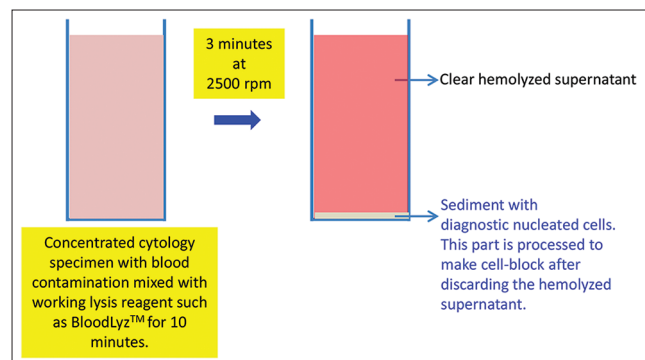 3 minutes
at
2500 rpm
Clear hemolyzed supernatant
Sediment with
diagnostic nucleated cells.
This part is processed to
make cell-block after
discarding the hemolyzed
supernatant.
Concentrated cytology
specimen with blood
contamination mixed with
working lysis reagent such
as BloodLyz™ for 10
minutes.